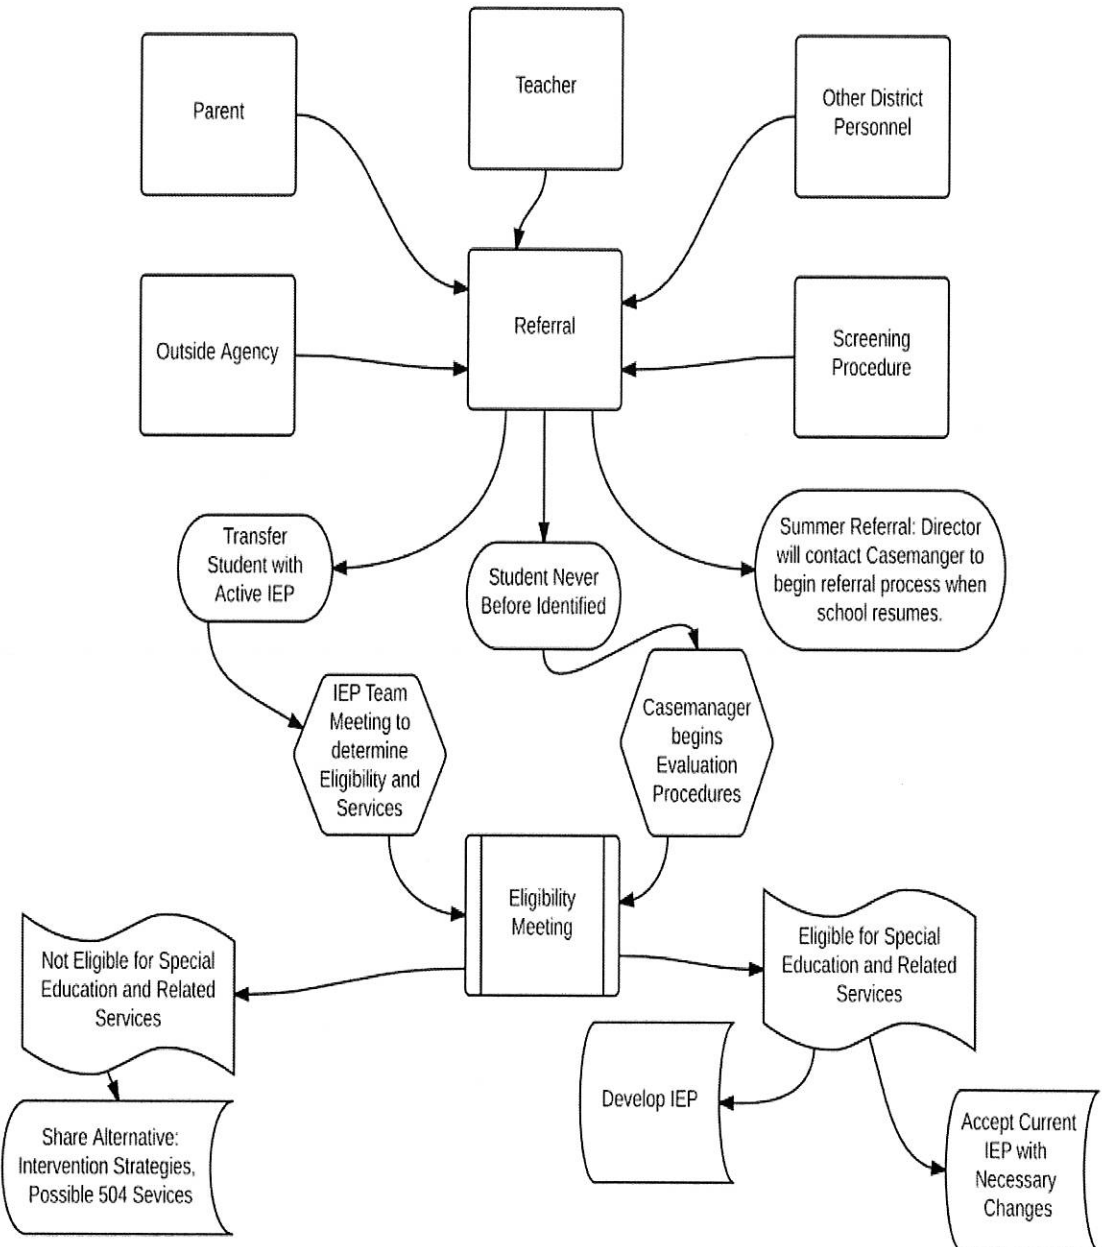 Parent
Teacher
Other District
Personnel
Outside Agency
Referral
Screening
Procedure
Transfer
Student with
Active IEP
Student Never
Before Identified
Summer Referral: Director
will contact Casemanger to
begin referral process when
school resumes.
IEP Team
Meeting to
determine
Eligibility and
Services
Casemanager
begins
Evaluation
Procedures
Eligibility
Meeting
Not Eligible for Special
Education and Related
Services
Eligible for Special
Education and Related
Services
Share Alternative:
Intervention Strategies,
Possible 504 Sevices
Develop IEP
Accept Current
IEP with
Necessary
Changes